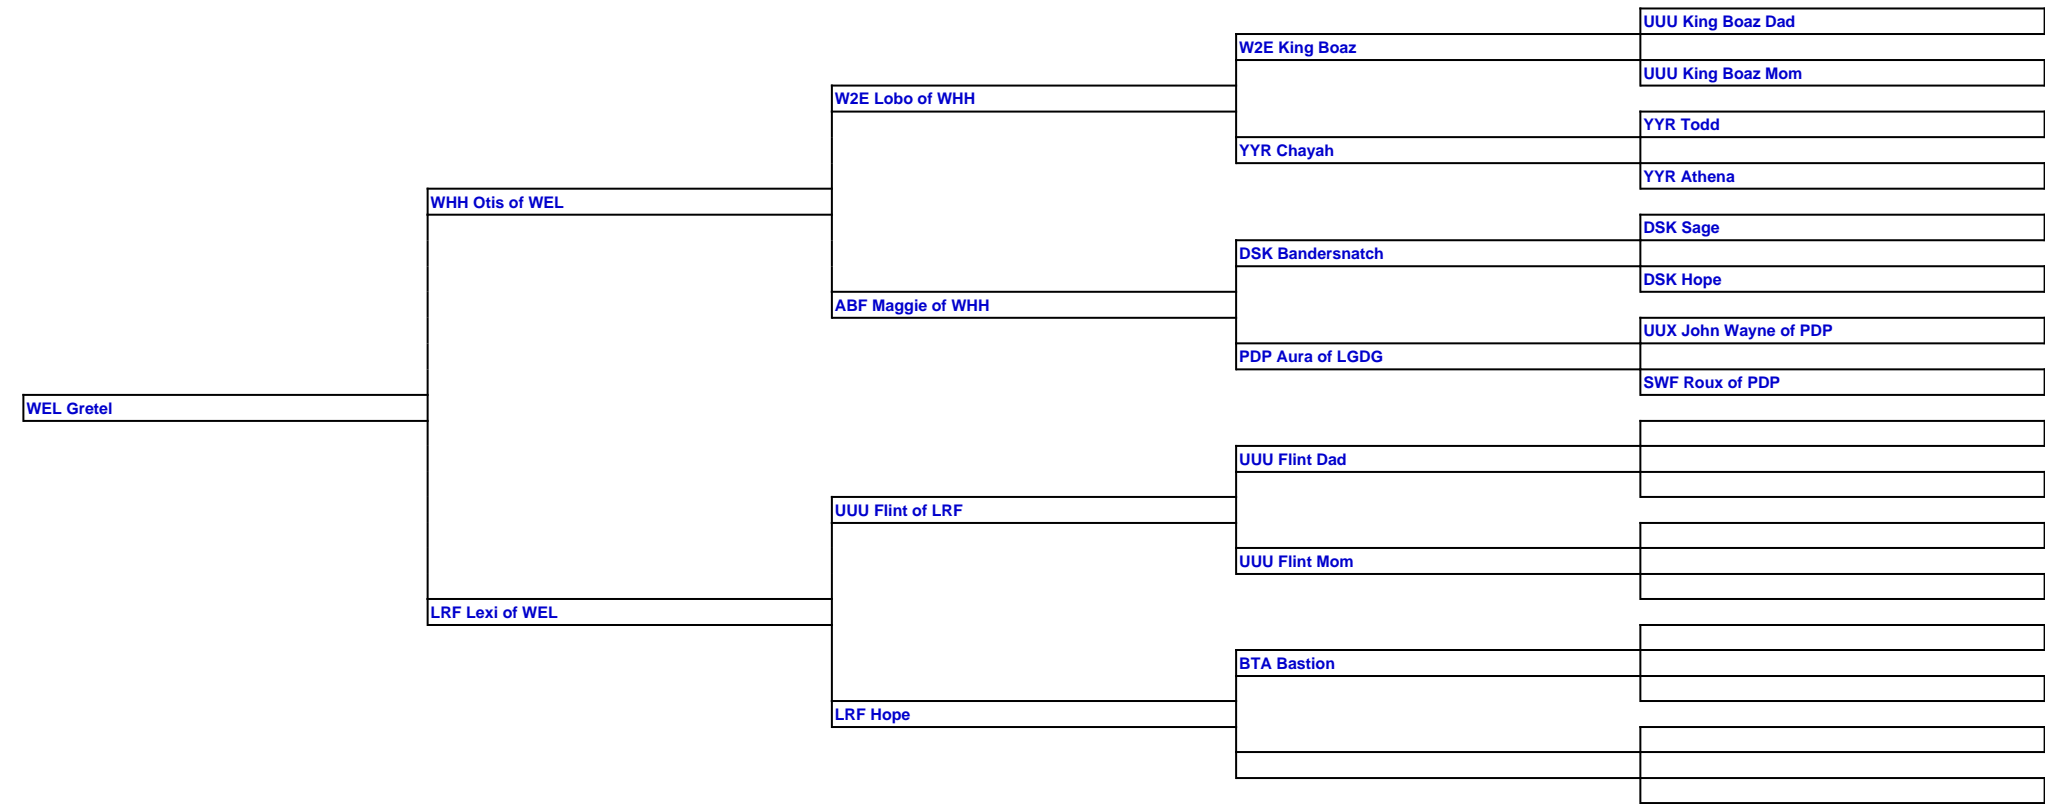 UUU King Boaz Dad
W2E King Boaz
UUU King Boaz Mom
W2E Lobo of WHH
YYR Todd
YYR Chayah
YYR Athena
WHH Otis of WEL
DSK Sage
DSK Bandersnatch
DSK Hope
ABF Maggie of WHH
UUX John Wayne of PDP
PDP Aura of LGDG
SWF Roux of PDP
WEL Gretel
UUU Flint Dad
UUU Flint of LRF
UUU Flint Mom
LRF Lexi of WEL
BTA Bastion
LRF Hope